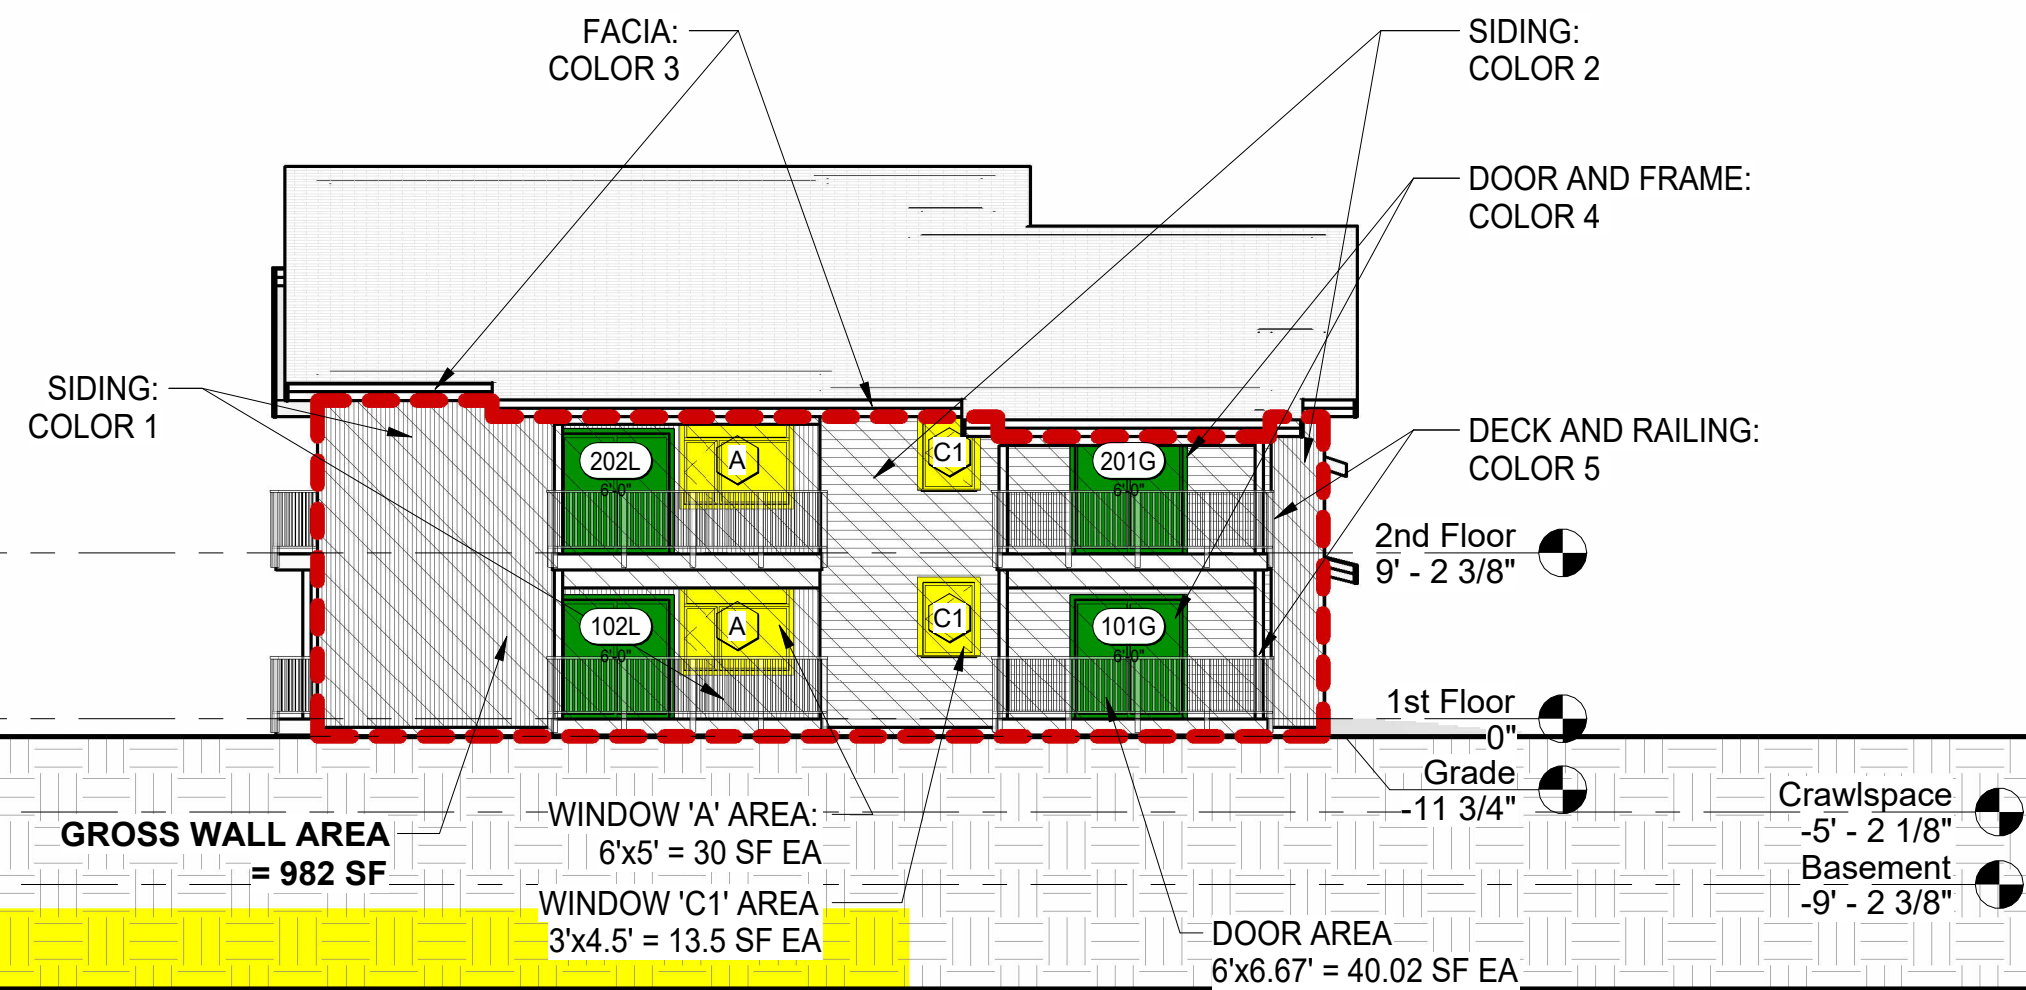 FACIA:
COLOR 3
SIDING:
COLOR 2
DOOR AND FRAME:
COLOR 4
SIDING:
COLOR 1
DECK AND RAILING:
COLOR 5
202L
6'-0"
A
C1
201G
6'-0"
2nd Floor
9' - 2 3/8"
102L
6'-0"
A
C1
101G
6'-0"
1st Floor
0"
Grade
-11 3/4"
Crawlspace
-5' - 2 1/8"
Basement
-9' - 2 3/8"
GROSS WALL AREA
= 982 SF
WINDOW 'A' AREA:
6'x5' = 30 SF EA
WINDOW 'C1' AREA
3'x4.5' = 13.5 SF EA
DOOR AREA
6'x6.67' = 40.02 SF EA